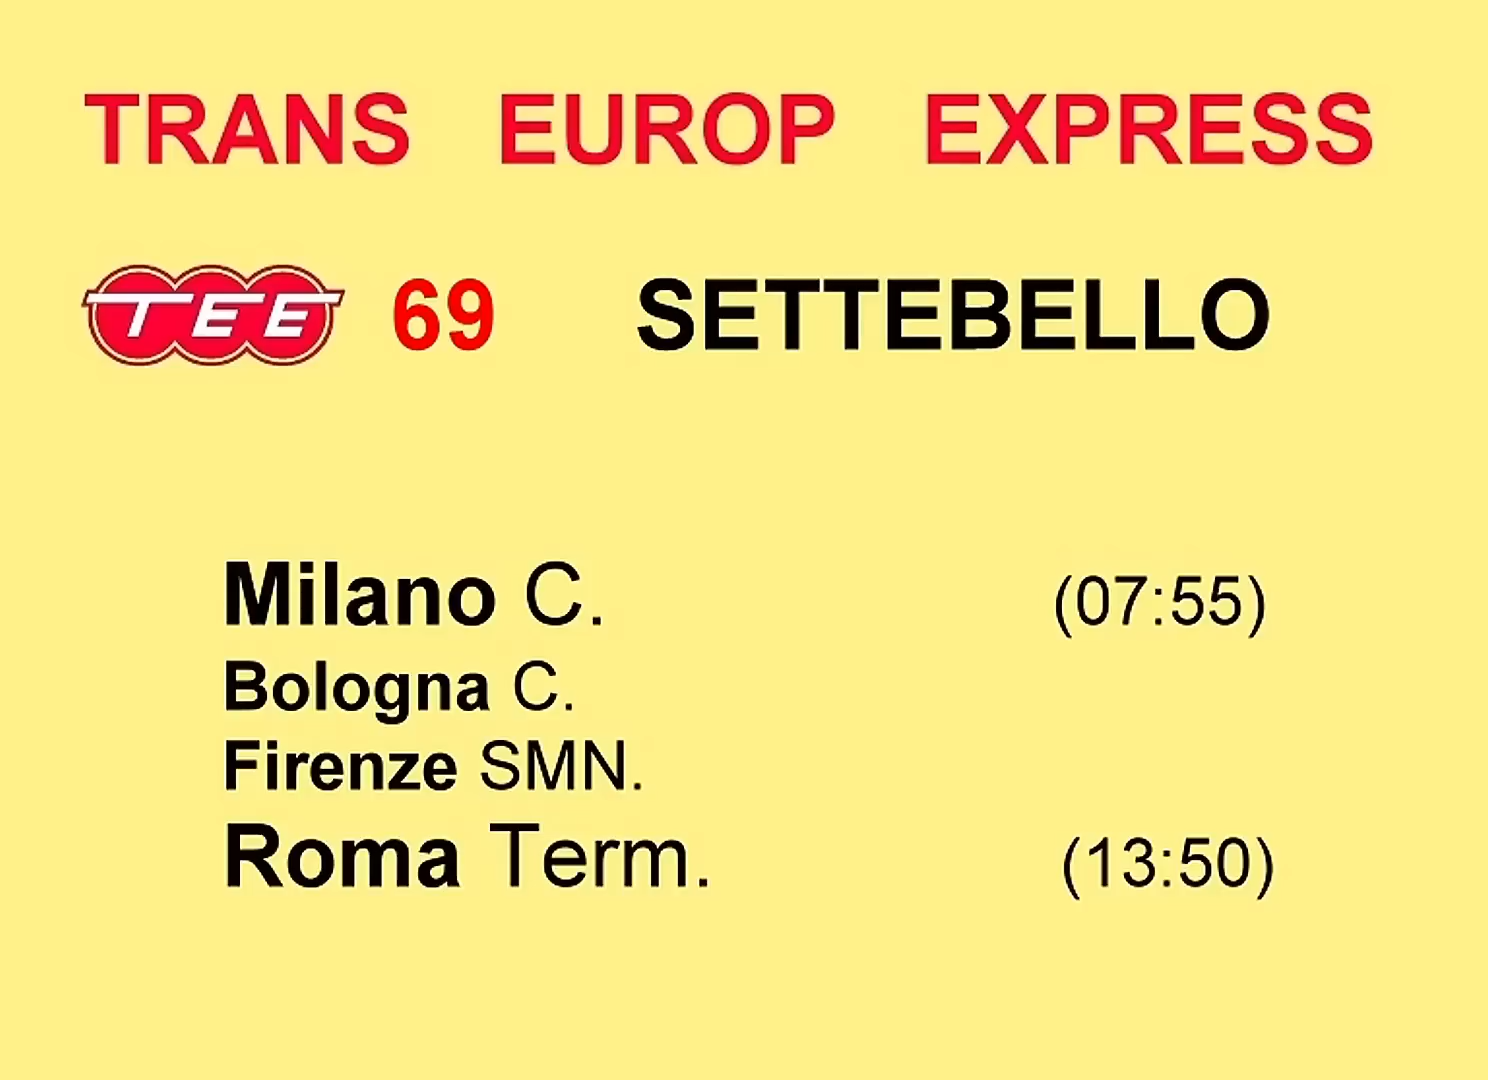 TRANS EUROP EXPRESS
TEE 69 SETTEBELLO
Milano C. (07:55)
Bologna C.
Firenze SMN.
Roma Term. (13:50)